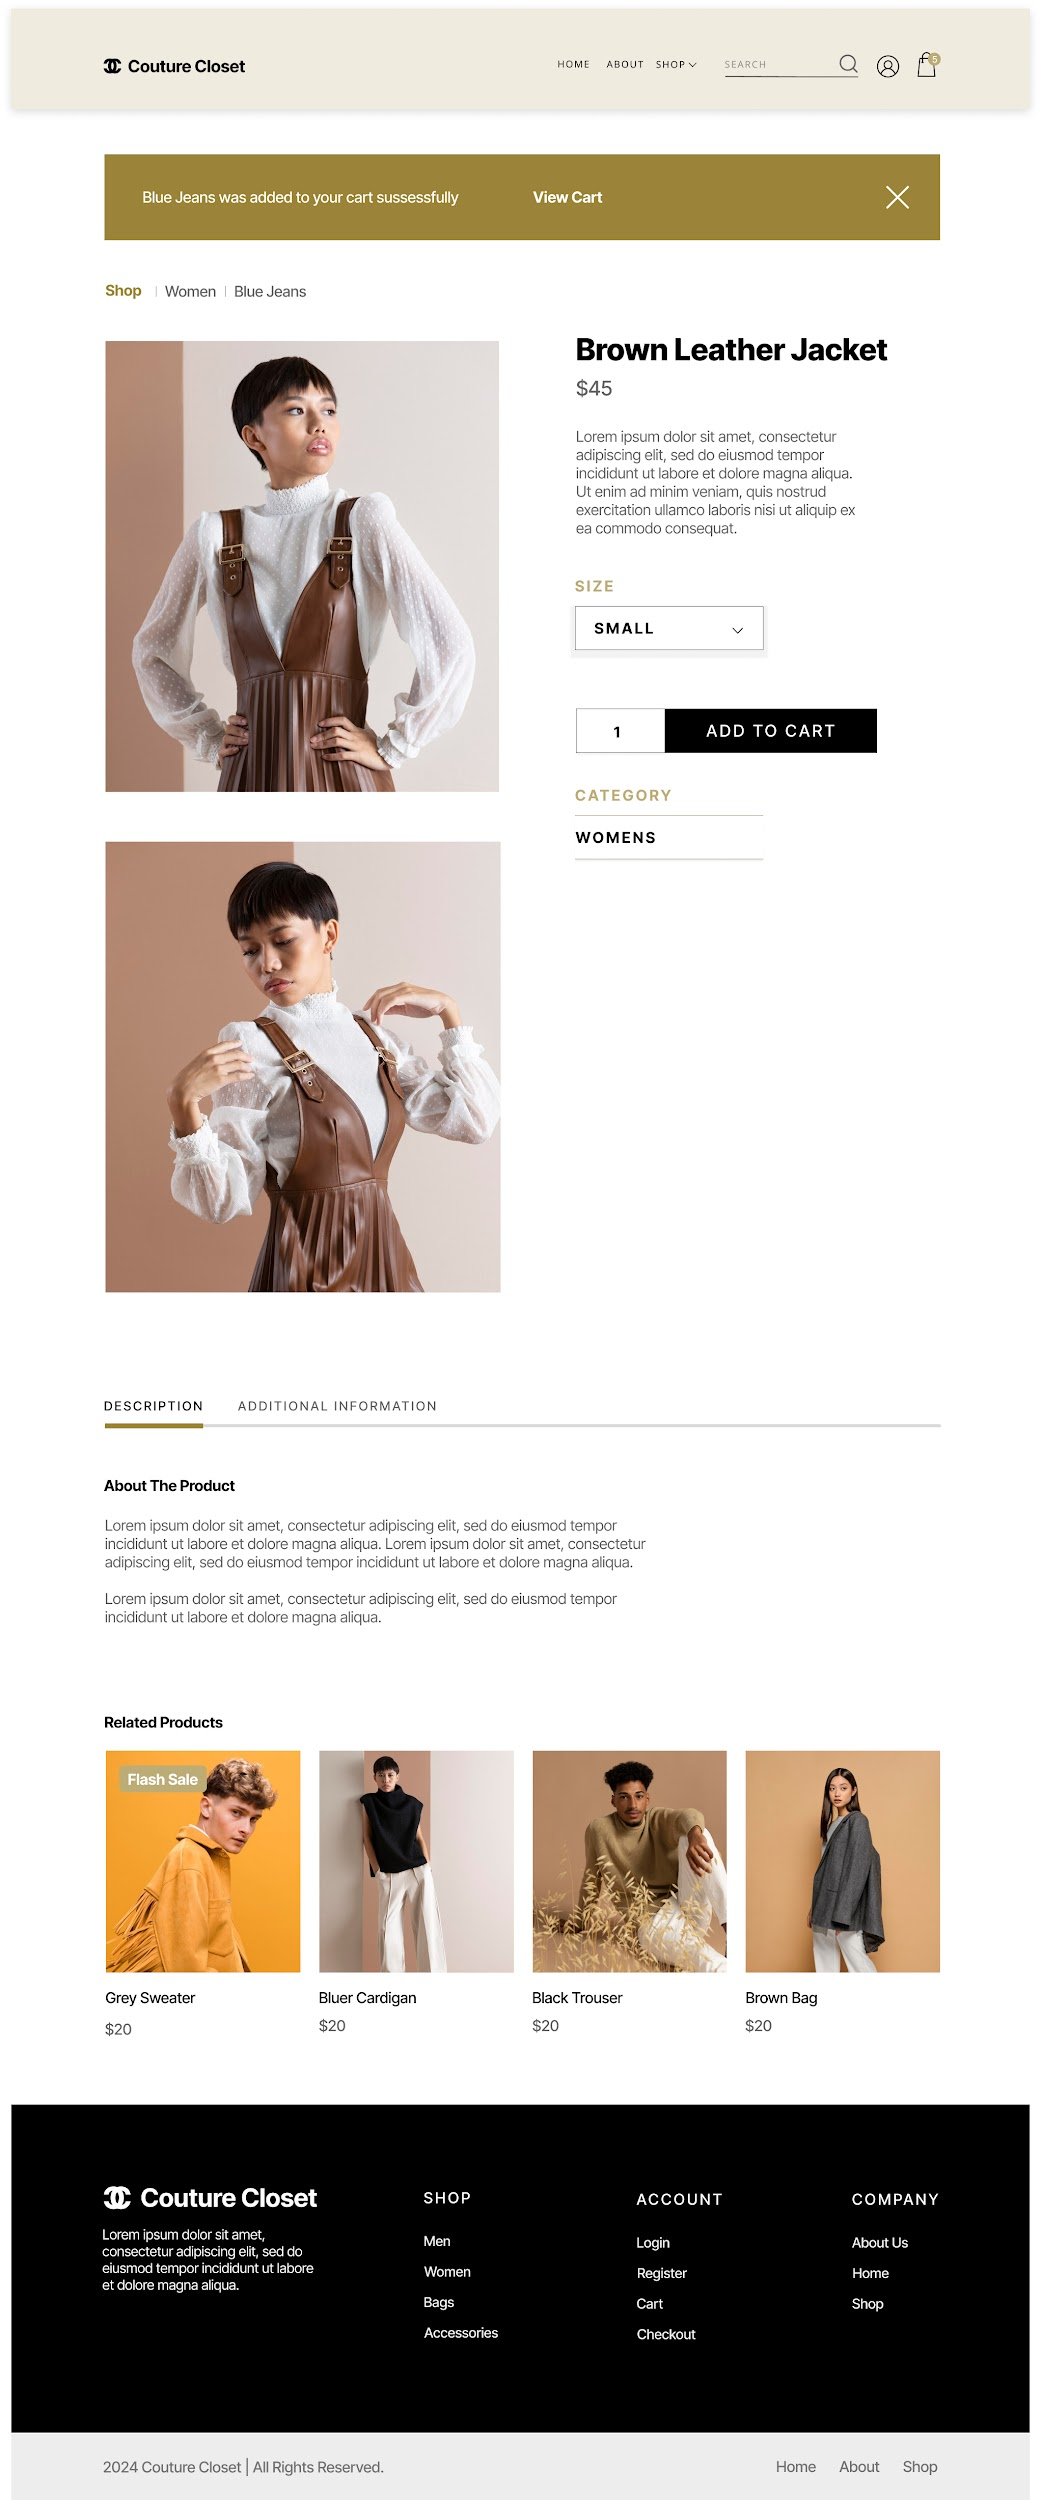 Couture Closet
HOME ABOUT SHOP SEARCH 5
Blue Jeans was added to your cart sussessfully View Cart
Shop | Women | Blue Jeans
Brown Leather Jacket
$45
Lorem ipsum dolor sit amet, consectetur
adipiscing elit, sed do eiusmod tempor
incididunt ut labore et dolore magna aliqua.
Ut enim ad minim veniam, quis nostrud
exercitation ullamco laboris nisi ut aliquip ex
ea commodo consequat.
SIZE
SMALL
1 ADD TO CART
CATEGORY
WOMENS
DESCRIPTION ADDITIONAL INFORMATION
About The Product
Lorem ipsum dolor sit amet, consectetur adipiscing elit, sed do eiusmod tempor
incididunt ut labore et dolore magna aliqua. Lorem ipsum dolor sit amet, consectetur
adipiscing elit, sed do eiusmod tempor incididunt ut labore et dolore magna aliqua.
Lorem ipsum dolor sit amet, consectetur adipiscing elit, sed do eiusmod tempor
incididunt ut labore et dolore magna aliqua.
Related Products
Flash Sale
Grey Sweater
$20
Bluer Cardigan
$20
Black Trouser
$20
Brown Bag
$20
Couture Closet
Lorem ipsum dolor sit amet,
consectetur adipiscing elit, sed do
eiusmod tempor incididunt ut labore
et dolore magna aliqua.
SHOP
Men
Women
Bags
Accessories
ACCOUNT
Login
Register
Cart
Checkout
COMPANY
About Us
Home
Shop
2024 Couture Closet | All Rights Reserved.
Home About Shop